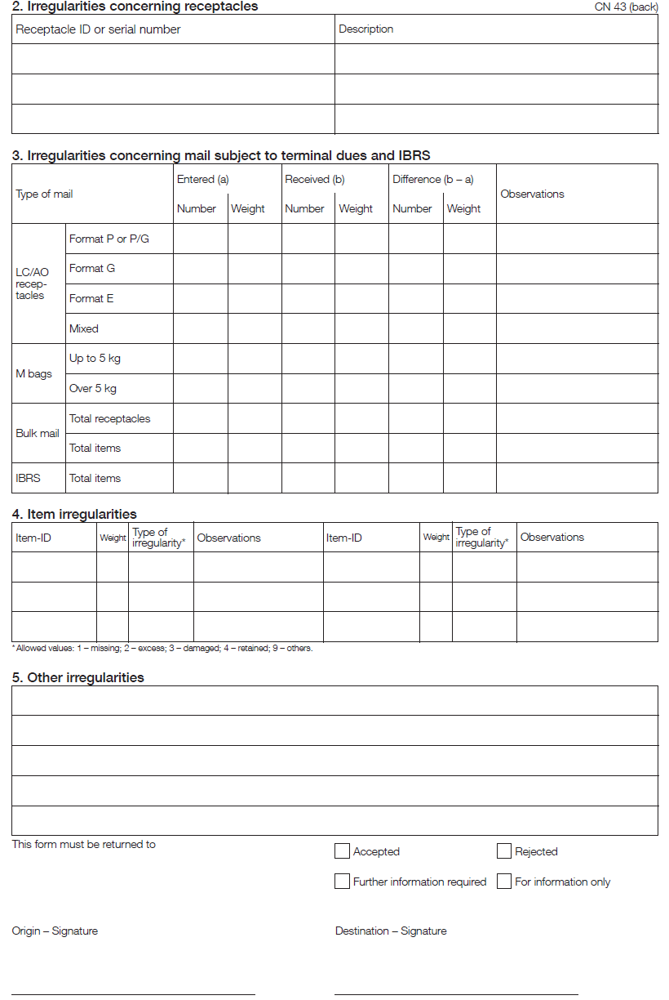 2. Irregularities concerning receptacles
CN 43 (back)
Receptacle ID or serial number
Description
3. Irregularities concerning mail subject to terminal dues and IBRS
Type of mail
Entered (a)
Received (b)
Difference (b – a)
Observations
Number
Weight
Number
Weight
Number
Weight
LC/AO
recep-
tacles
Format P or P/G
Format G
Format E
Mixed
M bags
Up to 5 kg
Over 5 kg
Bulk mail
Total receptacles
Total items
IBRS
Total items
4. Item irregularities
Item-ID
Weight
Type of
irregularity*
Observations
Item-ID
Weight
Type of
irregularity*
Observations
* Allowed values: 1 – missing; 2 – excess; 3 – damaged; 4 – retained; 9 – others.
5. Other irregularities
This form must be returned to
Accepted
Rejected
Further information required
For information only
Origin – Signature
Destination – Signature